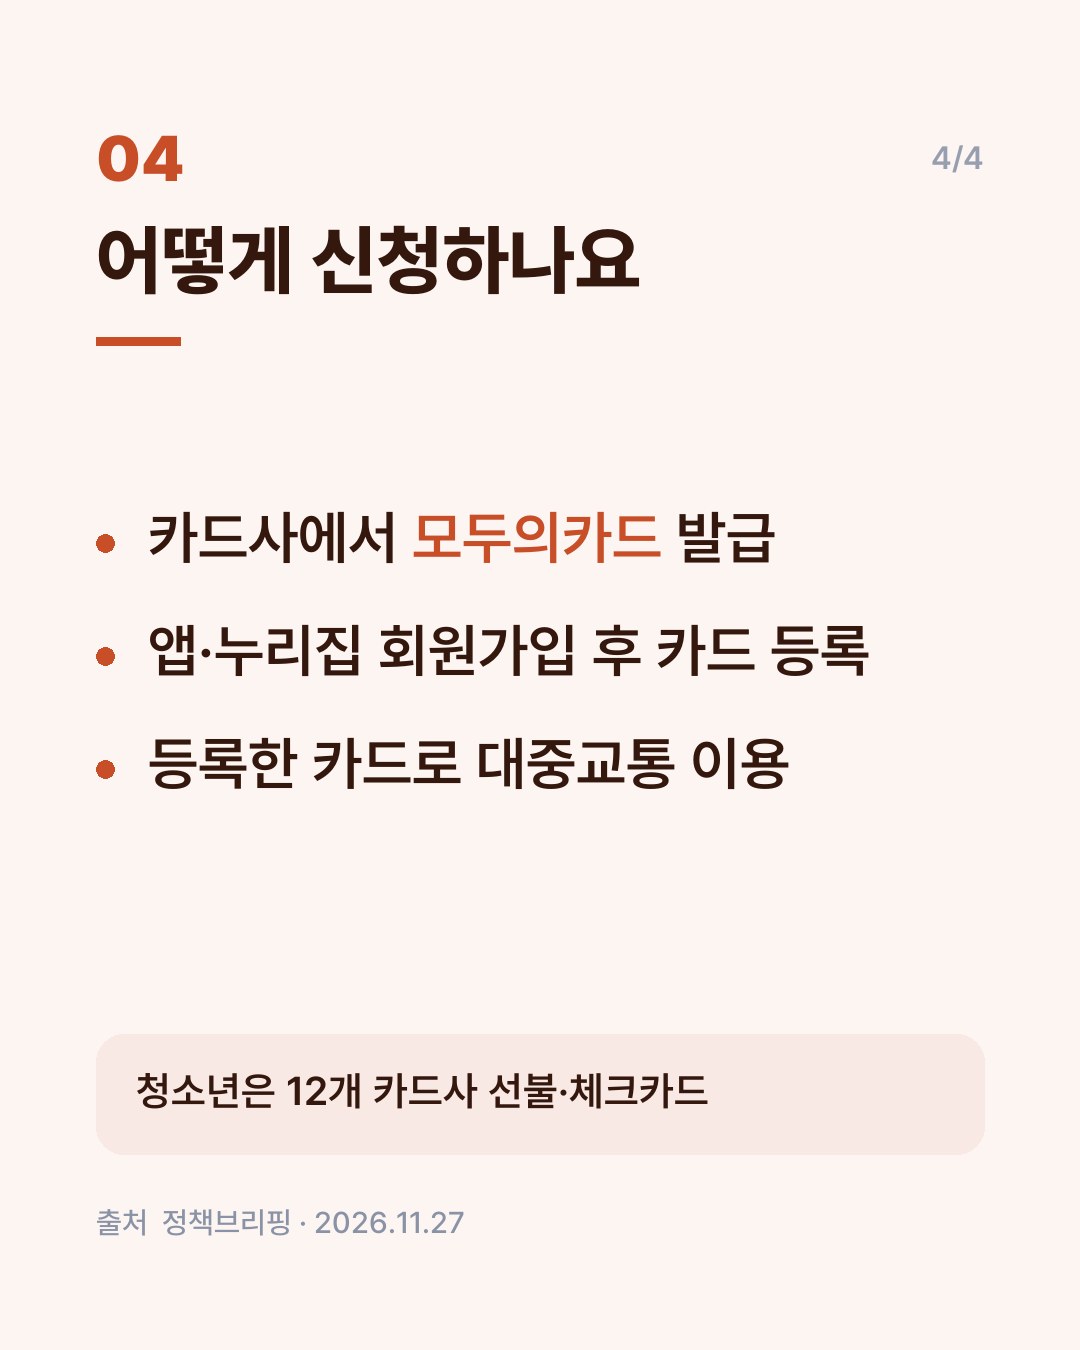 04
4/4
어떻게 신청하나요
카드사에서 모두의카드 발급
앱·누리집 회원가입 후 카드 등록
등록한 카드로 대중교통 이용
청소년은 12개 카드사 선불·체크카드
출처 정책브리핑 · 2026.11.27